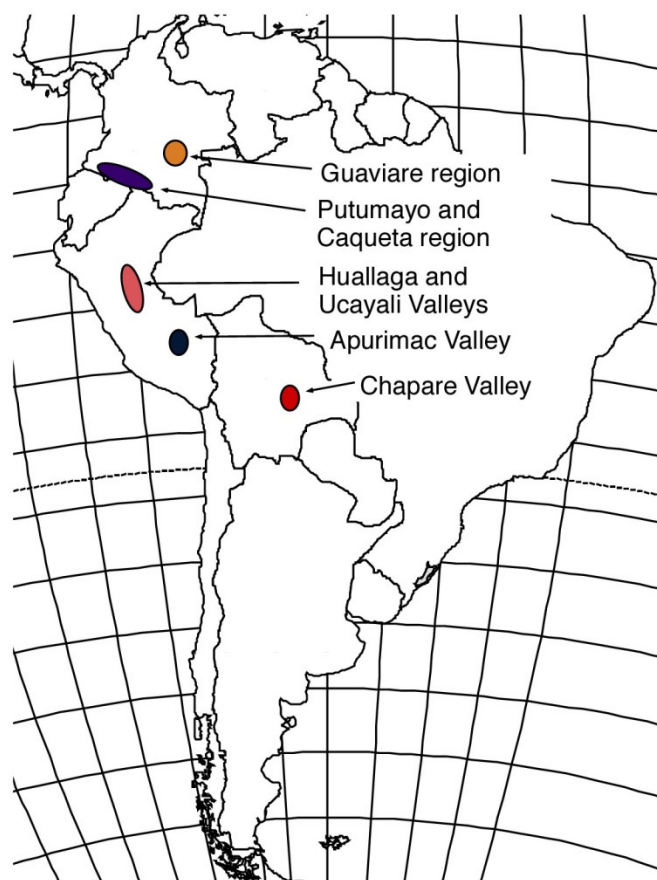 Guaviare region
Putumayo and
Caqueta region
Huallaga and
Ucayali Valleys
Apurimac Valley
Chapare Valley